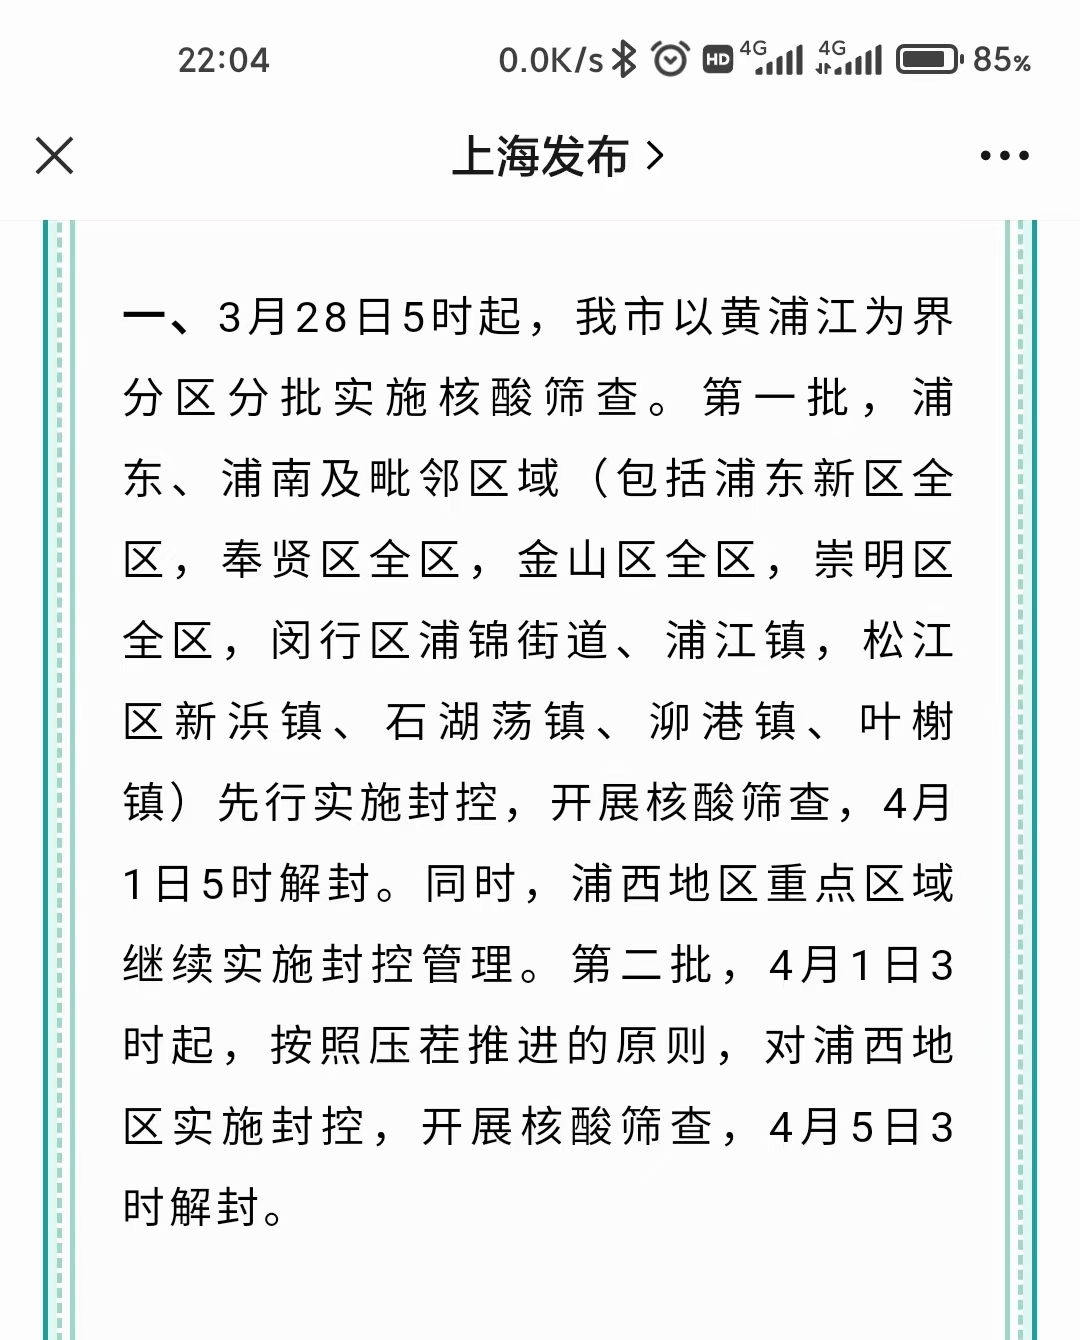 22:04 0.0K/s HD 4G 4G 85%
上海发布
一、3月28日5时起，我市以黄浦江为界
分区分批实施核酸筛查。第一批，浦
东、浦南及毗邻区域（包括浦东新区全
区，奉贤区全区，金山区全区，崇明区
全区，闵行区浦锦街道、浦江镇，松江
区新浜镇、石湖荡镇、泖港镇、叶榭
镇）先行实施封控，开展核酸筛查，4月
1日5时解封。同时，浦西地区重点区域
继续实施封控管理。第二批，4月1日3
时起，按照压茬推进的原则，对浦西地
区实施封控，开展核酸筛查，4月5日3
时解封。